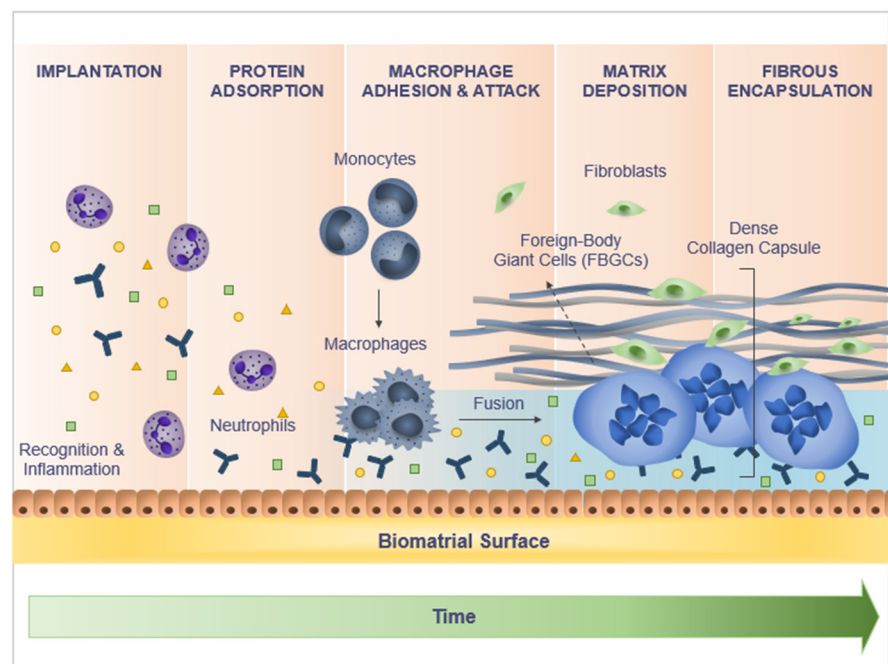 IMPLANTATION
PROTEIN
ADSORPTION
MACROPHAGE
ADHESION & ATTACK
MATRIX
DEPOSITION
FIBROUS
ENCAPSULATION
Monocytes
Fibroblasts
Foreign-Body
Giant Cells (FBGCs)
Dense
Collagen Capsule
Macrophages
Fusion
Neutrophils
Recognition &
Inflammation
Biomatrial Surface
Time